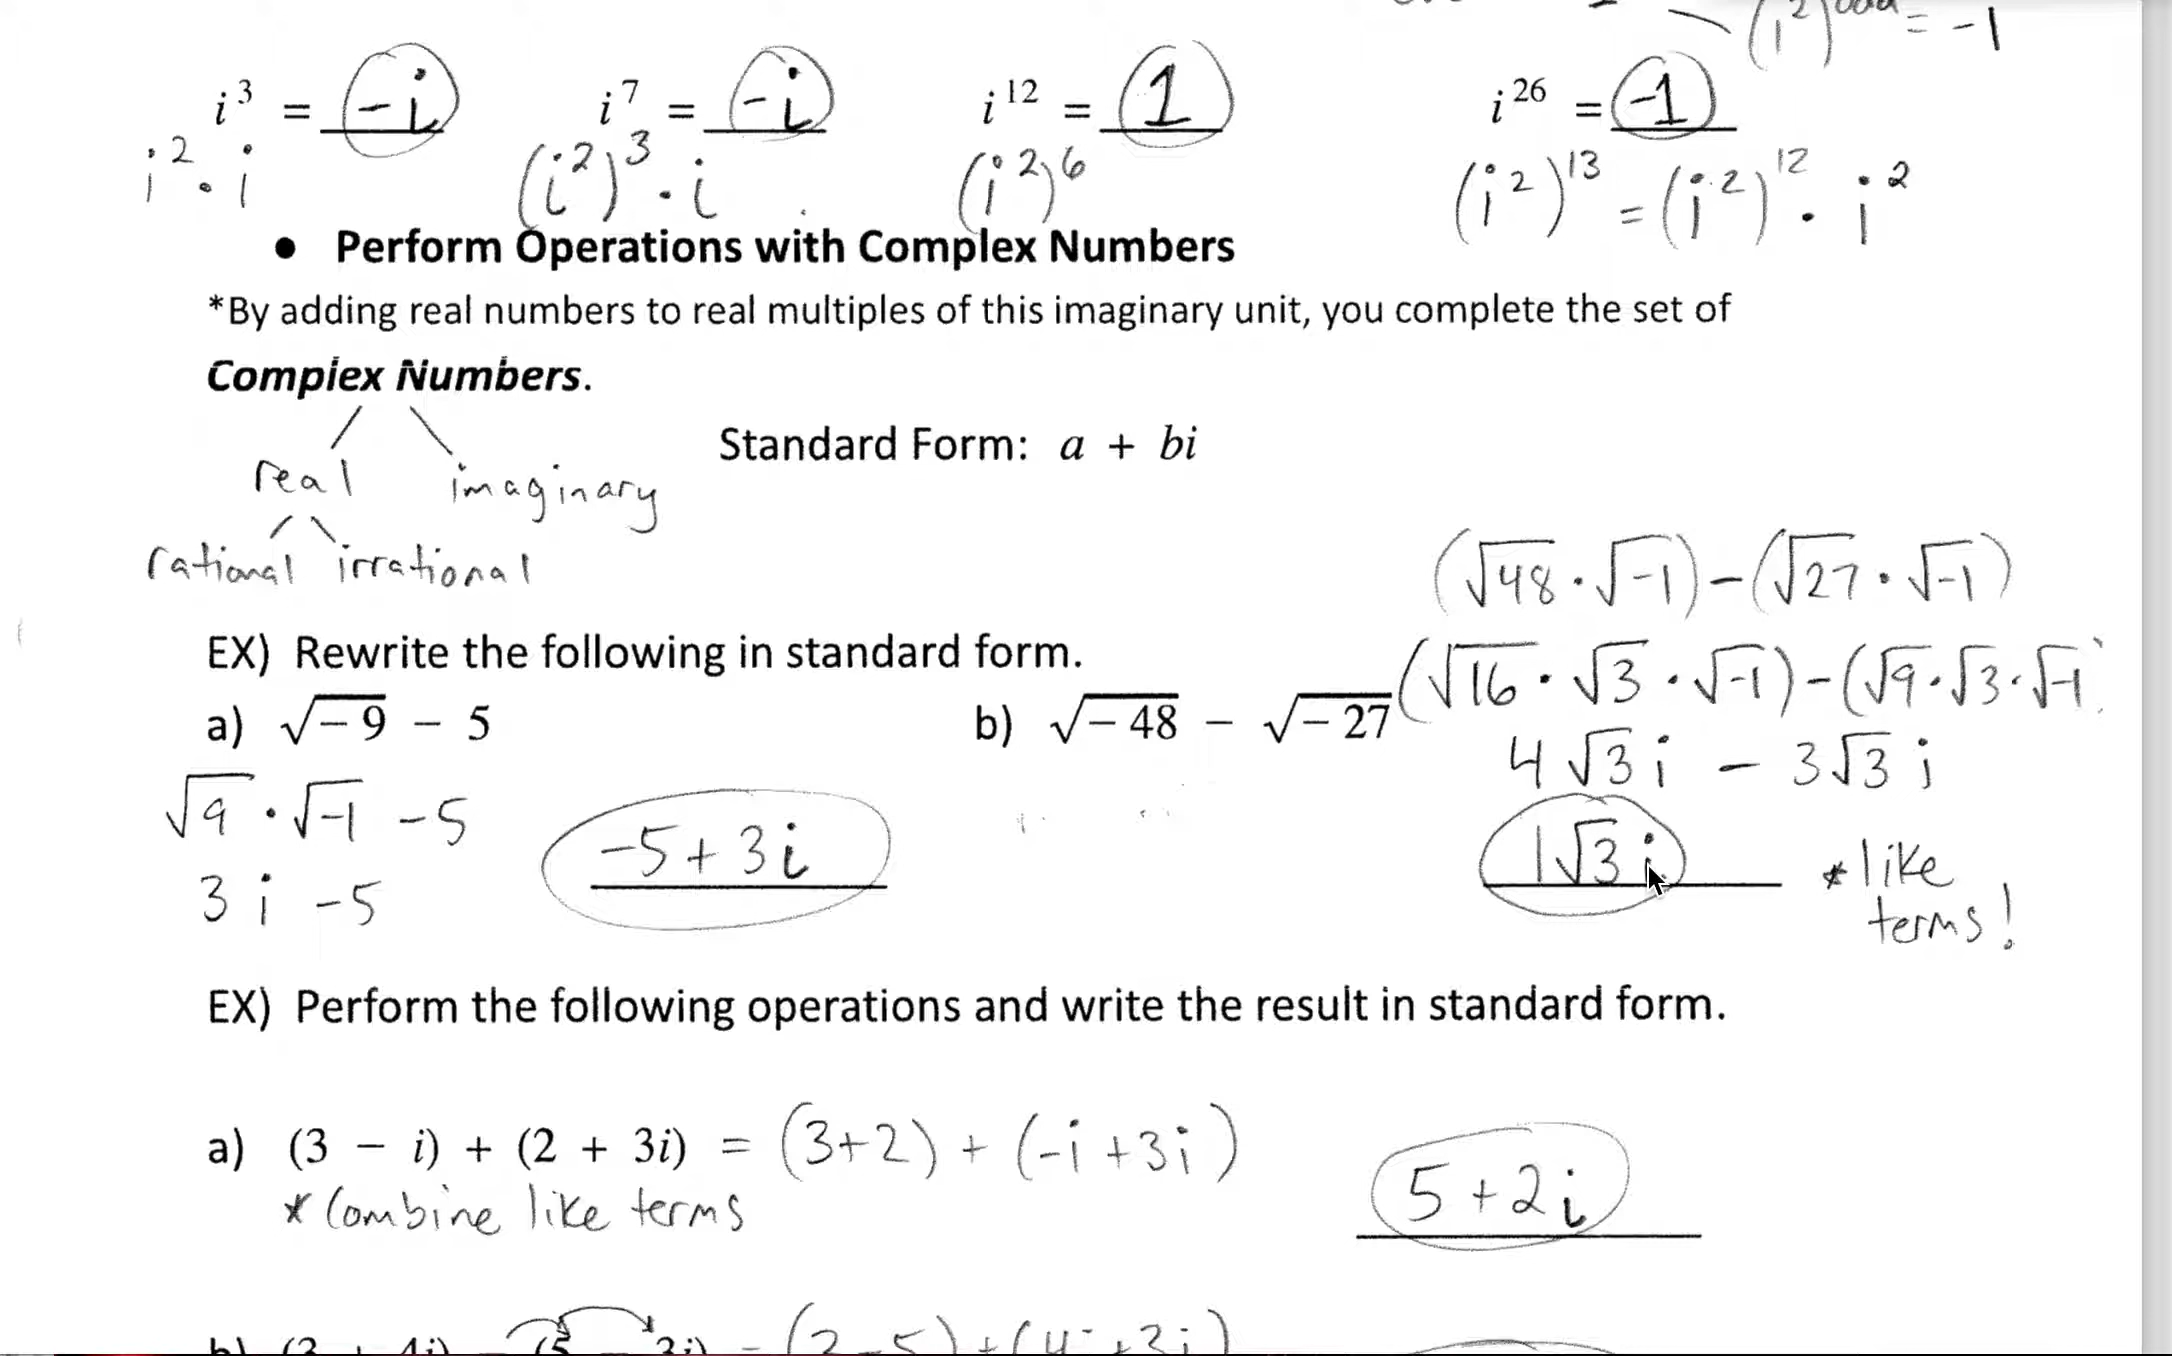 (i²)ᵒᵈᵈ = -1
i³ = -i i⁷ = -i i¹² = 1 i²⁶ = -1
i² · i (i²)³ · i (i²)⁶ (i²)¹³ = (i²)¹² · i²
• Perform Operations with Complex Numbers
*By adding real numbers to real multiples of this imaginary unit, you complete the set of
Complex Numbers.
Standard Form: a + bi
real imaginary
rational irrational
(√48 · √-1) - (√27 · √-1)
EX) Rewrite the following in standard form.
(√16 · √3 · √-1) - (√9 · √3 · √-1)
a) √-9 - 5 b) √-48 - √-27
4√3 i - 3√3 i
√9 · √-1 - 5
-5 + 3i
1√3 i
* like
terms!
3 i - 5
EX) Perform the following operations and write the result in standard form.
a) (3 - i) + (2 + 3i) = (3+2) + (-i + 3i)
5 + 2i
* Combine like terms